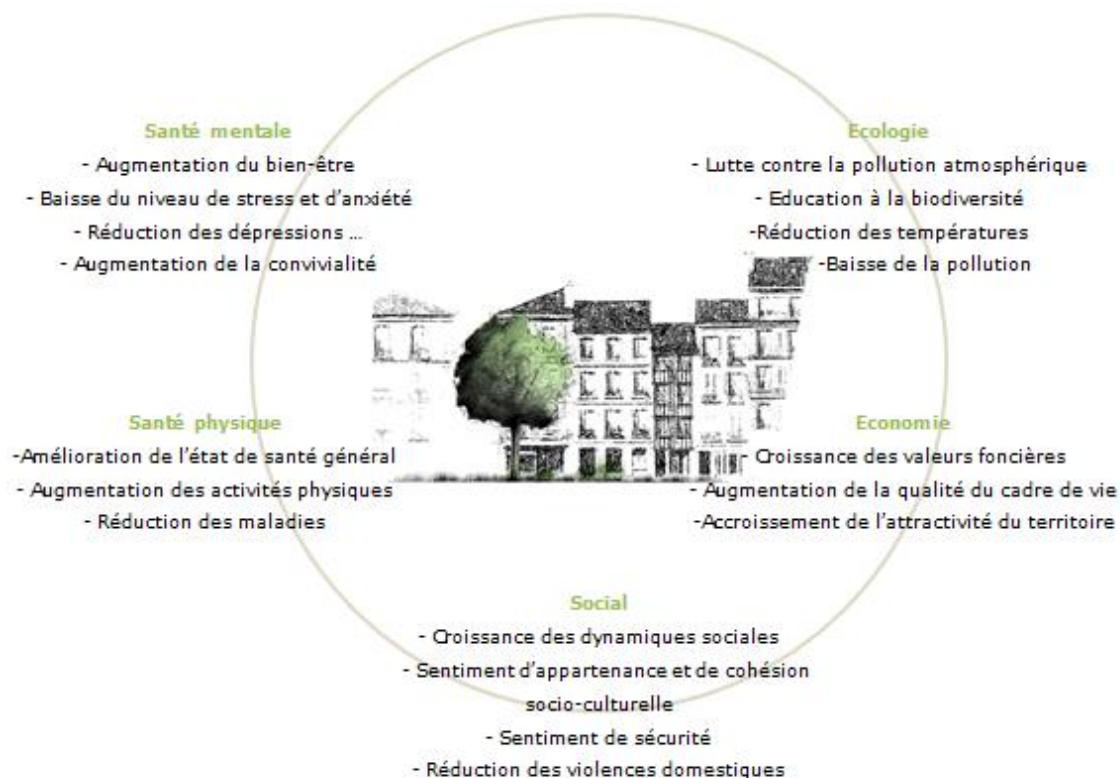 Santé mentale
- Augmentation du bien-être
- Baisse du niveau de stress et d'anxiété
- Réduction des dépressions ...
- Augmentation de la convivialité
Ecologie
- Lutte contre la pollution atmosphérique
- Education à la biodiversité
-Réduction des températures
-Baisse de la pollution
Santé physique
-Amélioration de l'état de santé général
- Augmentation des activités physiques
- Réduction des maladies
Economie
- Croissance des valeurs foncières
- Augmentation de la qualité du cadre de vie
-Accroissement de l'attractivité du territoire
Social
- Croissance des dynamiques sociales
- Sentiment d'appartenance et de cohésion
socio-culturelle
- Sentiment de sécurité
- Réduction des violences domestiques